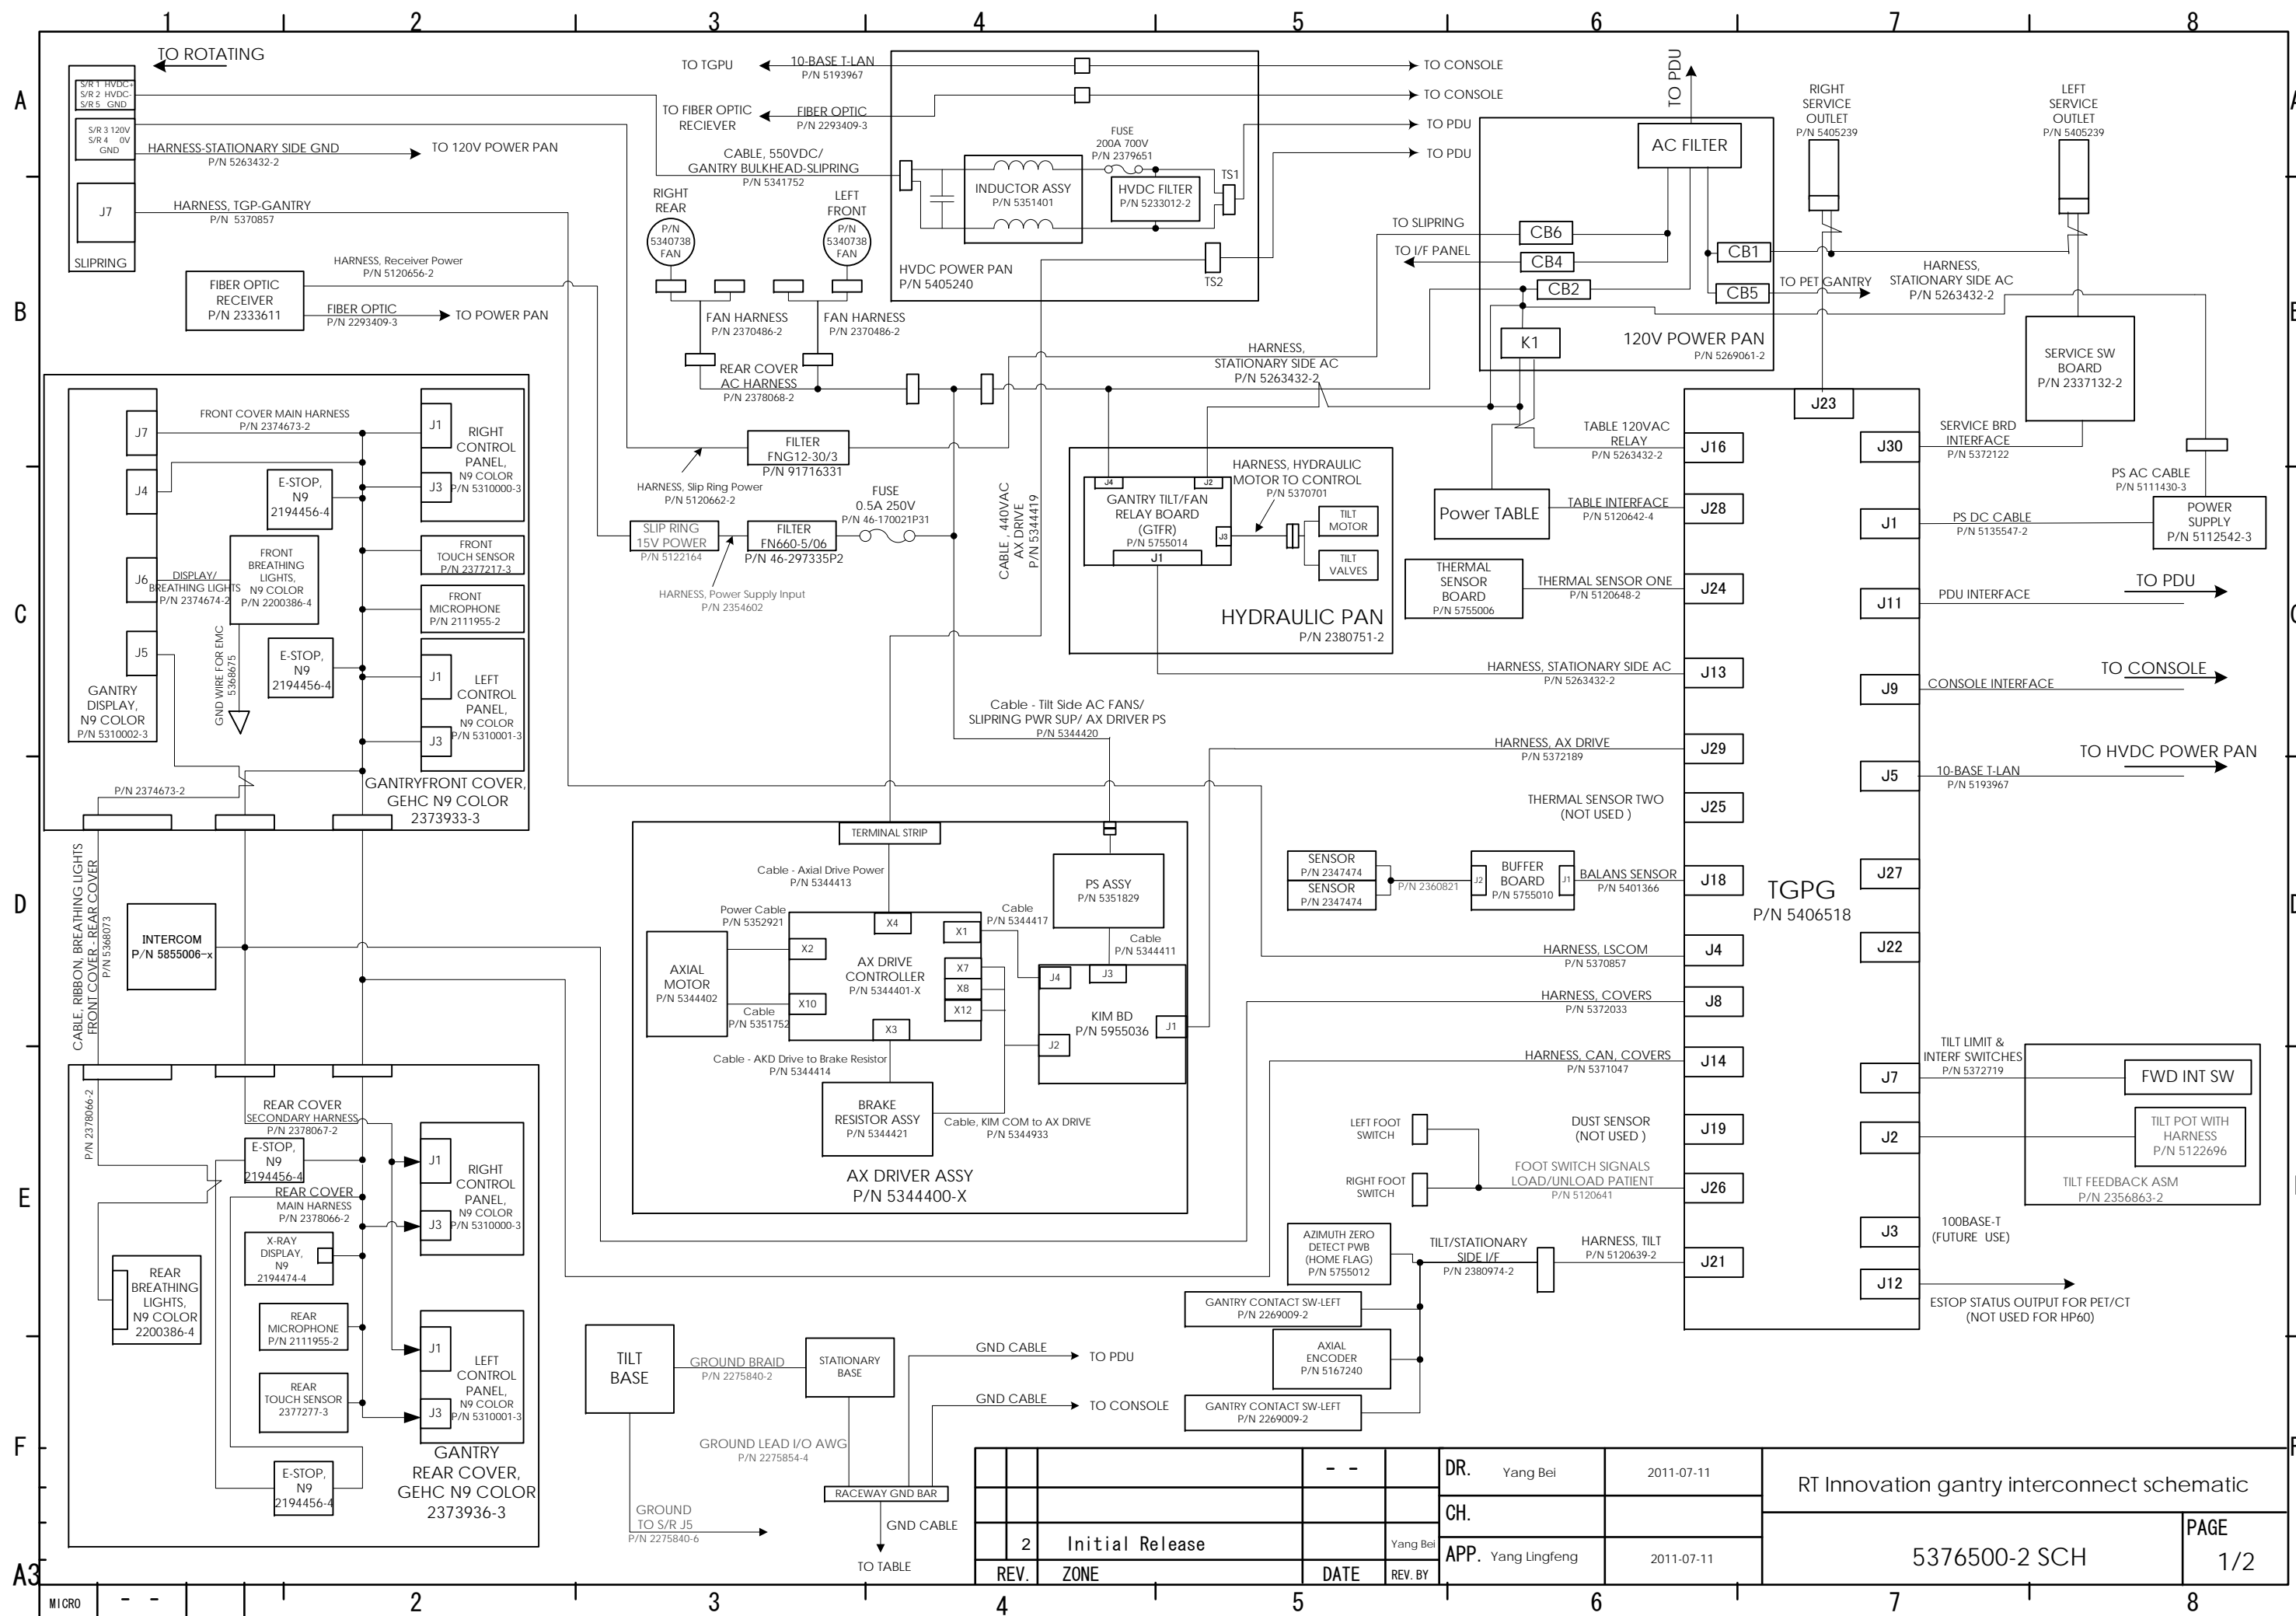 1 2 3 4 5 6 7 8
A
B
C
D
E
F
A3
TO ROTATING
S/R 1 HVDC+
S/R 2 HVDC-
S/R 5 GND
S/R 3 120V
S/R 4 0V
GND
HARNESS-STATIONARY SIDE GND
P/N 5263432-2
TO 120V POWER PAN
J7
HARNESS, TGP-GANTRY
P/N 5370857
SLIPRING
FIBER OPTIC
RECEIVER
P/N 2333611
HARNESS, Receiver Power
P/N 5120656-2
FIBER OPTIC
P/N 2293409-3
TO POWER PAN
TO TGPU
10-BASE T-LAN
P/N 5193967
TO CONSOLE
TO FIBER OPTIC
RECIEVER
FIBER OPTIC
P/N 2293409-3
TO CONSOLE
TO PDU
TO PDU
CABLE, 550VDC/
GANTRY BULKHEAD-SLIPRING
P/N 5341752
FUSE
200A 700V
P/N 2379651
INDUCTOR ASSY
P/N 5351401
HVDC FILTER
P/N 5233012-2
TS1
TS2
HVDC POWER PAN
P/N 5405240
RIGHT
REAR
P/N
5340738
FAN
LEFT
FRONT
P/N
5340738
FAN
FAN HARNESS
P/N 2370486-2
FAN HARNESS
P/N 2370486-2
REAR COVER
AC HARNESS
P/N 2378068-2
TO PDU
AC FILTER
TO SLIPRING
CB6
TO I/F PANEL
CB4
CB2
CB1
CB5
TO PET GANTRY
K1
120V POWER PAN
P/N 5269061-2
RIGHT
SERVICE
OUTLET
P/N 5405239
LEFT
SERVICE
OUTLET
P/N 5405239
HARNESS,
STATIONARY SIDE AC
P/N 5263432-2
HARNESS,
STATIONARY SIDE AC
P/N 5263432-2
SERVICE SW
BOARD
P/N 2337132-2
J7
FRONT COVER MAIN HARNESS
P/N 2374673-2
J1
RIGHT
CONTROL
PANEL,
N9 COLOR
P/N 5310000-3
J3
J4
E-STOP,
N9
2194456-4
FRONT
BREATHING
LIGHTS,
N9 COLOR
P/N 2200386-4
FRONT
TOUCH SENSOR
P/N 2377217-3
J6
DISPLAY/
BREATHING LIGHTS
P/N 2374674-2
FRONT
MICROPHONE
P/N 2111955-2
J5
GND WIRE FOR EMC
5368675
E-STOP,
N9
2194456-4
J1
LEFT
CONTROL
PANEL,
N9 COLOR
P/N 5310001-3
J3
GANTRY
DISPLAY,
N9 COLOR
P/N 5310002-3
P/N 2374673-2
GANTRYFRONT COVER,
GEHC N9 COLOR
2373933-3
FILTER
FNG12-30/3
P/N 91716331
HARNESS, Slip Ring Power
P/N 5120662-2
FUSE
0.5A 250V
P/N 46-170021P31
SLIP RING
15V POWER
P/N 5122164
FILTER
FN660-5/06
P/N 46-297335P2
HARNESS, Power Supply Input
P/N 2354602
CABLE , 440VAC
AX DRIVE
P/N 5344419
J4
J2
GANTRY TILT/FAN
RELAY BOARD
(GTFR)
P/N 5755014
J3
J1
HARNESS, HYDRAULIC
MOTOR TO CONTROL
P/N 5370701
TILT
MOTOR
TILT
VALVES
HYDRAULIC PAN
P/N 2380751-2
Cable - Tilt Side AC FANS/
SLIPRING PWR SUP/ AX DRIVER PS
P/N 5344420
J23
TABLE 120VAC
RELAY
P/N 5263432-2
J16
Power TABLE
TABLE INTERFACE
P/N 5120642-4
J28
THERMAL
SENSOR
BOARD
P/N 5755006
THERMAL SENSOR ONE
P/N 5120648-2
J24
HARNESS, STATIONARY SIDE AC
P/N 5263432-2
J13
HARNESS, AX DRIVE
P/N 5372189
J29
THERMAL SENSOR TWO
(NOT USED )
J25
SENSOR
P/N 2347474
SENSOR
P/N 2347474
P/N 2360821
J2
BUFFER
BOARD
P/N 5755010
J1
BALANS SENSOR
P/N 5401366
J18
HARNESS, LSCOM
P/N 5370857
J4
HARNESS, COVERS
P/N 5372033
J8
HARNESS, CAN, COVERS
P/N 5371047
J14
DUST SENSOR
(NOT USED )
J19
LEFT FOOT
SWITCH
RIGHT FOOT
SWITCH
FOOT SWITCH SIGNALS
LOAD/UNLOAD PATIENT
P/N 5120641
J26
AZIMUTH ZERO
DETECT PWB
(HOME FLAG)
P/N 5755012
TILT/STATIONARY
SIDE I/F
P/N 2380974-2
HARNESS, TILT
P/N 5120639-2
J21
GANTRY CONTACT SW-LEFT
P/N 2269009-2
AXIAL
ENCODER
P/N 5167240
GANTRY CONTACT SW-LEFT
P/N 2269009-2
TGPG
P/N 5406518
J30
SERVICE BRD
INTERFACE
P/N 5372122
PS AC CABLE
P/N 5111430-3
J1
PS DC CABLE
P/N 5135547-2
POWER
SUPPLY
P/N 5112542-3
J11
PDU INTERFACE
TO PDU
J9
CONSOLE INTERFACE
TO CONSOLE
J5
10-BASE T-LAN
P/N 5193967
TO HVDC POWER PAN
J27
J22
J7
TILT LIMIT &
INTERF SWITCHES
P/N 5372719
FWD INT SW
J2
TILT POT WITH
HARNESS
P/N 5122696
TILT FEEDBACK ASM
P/N 2356863-2
J3
100BASE-T
(FUTURE USE)
J12
ESTOP STATUS OUTPUT FOR PET/CT
(NOT USED FOR HP60)
TERMINAL STRIP
Cable - Axial Drive Power
P/N 5344413
PS ASSY
P/N 5351829
Power Cable
P/N 5352921
Cable
P/N 5344417
Cable
P/N 5344411
X4
X1
X2
X7
X8
X12
X10
X3
AX DRIVE
CONTROLLER
P/N 5344401-X
AXIAL
MOTOR
P/N 5344402
Cable
P/N 5351752
J4
J3
KIM BD
P/N 5955036
J1
J2
Cable - AKD Drive to Brake Resistor
P/N 5344414
BRAKE
RESISTOR ASSY
P/N 5344421
Cable, KIM COM to AX DRIVE
P/N 5344933
AX DRIVER ASSY
P/N 5344400-X
CABLE, RIBBON, BREATHING LIGHTS
FRONT COVER - REAR COVER
P/N 5368073
INTERCOM
P/N 5855006-x
P/N 2378066-2
REAR COVER
SECONDARY HARNESS
P/N 2378067-2
E-STOP,
N9
2194456-4
REAR COVER
MAIN HARNESS
P/N 2378066-2
J1
RIGHT
CONTROL
PANEL,
N9 COLOR
P/N 5310000-3
J3
X-RAY
DISPLAY,
N9
2194474-4
REAR
BREATHING
LIGHTS,
N9 COLOR
2200386-4
REAR
MICROPHONE
P/N 2111955-2
REAR
TOUCH SENSOR
2377277-3
J1
LEFT
CONTROL
PANEL,
N9 COLOR
P/N 5310001-3
J3
E-STOP,
N9
2194456-4
GANTRY
REAR COVER,
GEHC N9 COLOR
2373936-3
TILT
BASE
GROUND BRAID
P/N 2275840-2
STATIONARY
BASE
GND CABLE
TO PDU
GND CABLE
TO CONSOLE
GROUND LEAD I/O AWG
P/N 2275854-4
RACEWAY GND BAR
GROUND
TO S/R J5
P/N 2275840-6
GND CABLE
TO TABLE
- -
2 Initial Release Yang Bei
REV. ZONE DATE REV. BY
DR. Yang Bei 2011-07-11
CH.
APP. Yang Lingfeng 2011-07-11
RT Innovation gantry interconnect schematic
5376500-2 SCH
PAGE
1/2
MICRO - -
2 3 4 5 6 7 8